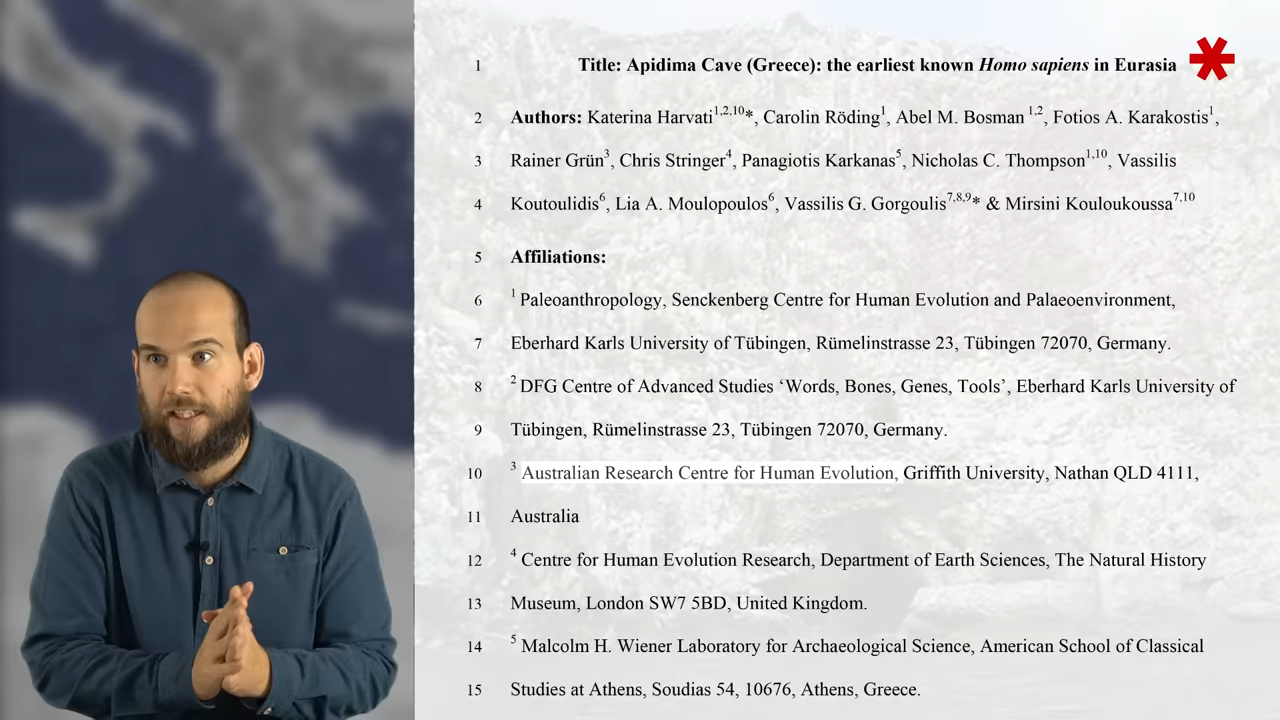 1 Title: Apidima Cave (Greece): the earliest known Homo sapiens in Eurasia
2 Authors: Katerina Harvati1,2,10*, Carolin Röding1, Abel M. Bosman 1,2, Fotios A. Karakostis1,
3 Rainer Grün3, Chris Stringer4, Panagiotis Karkanas5, Nicholas C. Thompson1,10, Vassilis
4 Koutoulidis6, Lia A. Moulopoulos6, Vassilis G. Gorgoulis7,8,9* & Mirsini Kouloukoussa7,10
5 Affiliations:
6 1 Paleoanthropology, Senckenberg Centre for Human Evolution and Palaeoenvironment,
7 Eberhard Karls University of Tübingen, Rümelinstrasse 23, Tübingen 72070, Germany.
8 2 DFG Centre of Advanced Studies ‘Words, Bones, Genes, Tools’, Eberhard Karls University of
9 Tübingen, Rümelinstrasse 23, Tübingen 72070, Germany.
10 3 Australian Research Centre for Human Evolution, Griffith University, Nathan QLD 4111,
11 Australia
12 4 Centre for Human Evolution Research, Department of Earth Sciences, The Natural History
13 Museum, London SW7 5BD, United Kingdom.
14 5 Malcolm H. Wiener Laboratory for Archaeological Science, American School of Classical
15 Studies at Athens, Soudias 54, 10676, Athens, Greece.